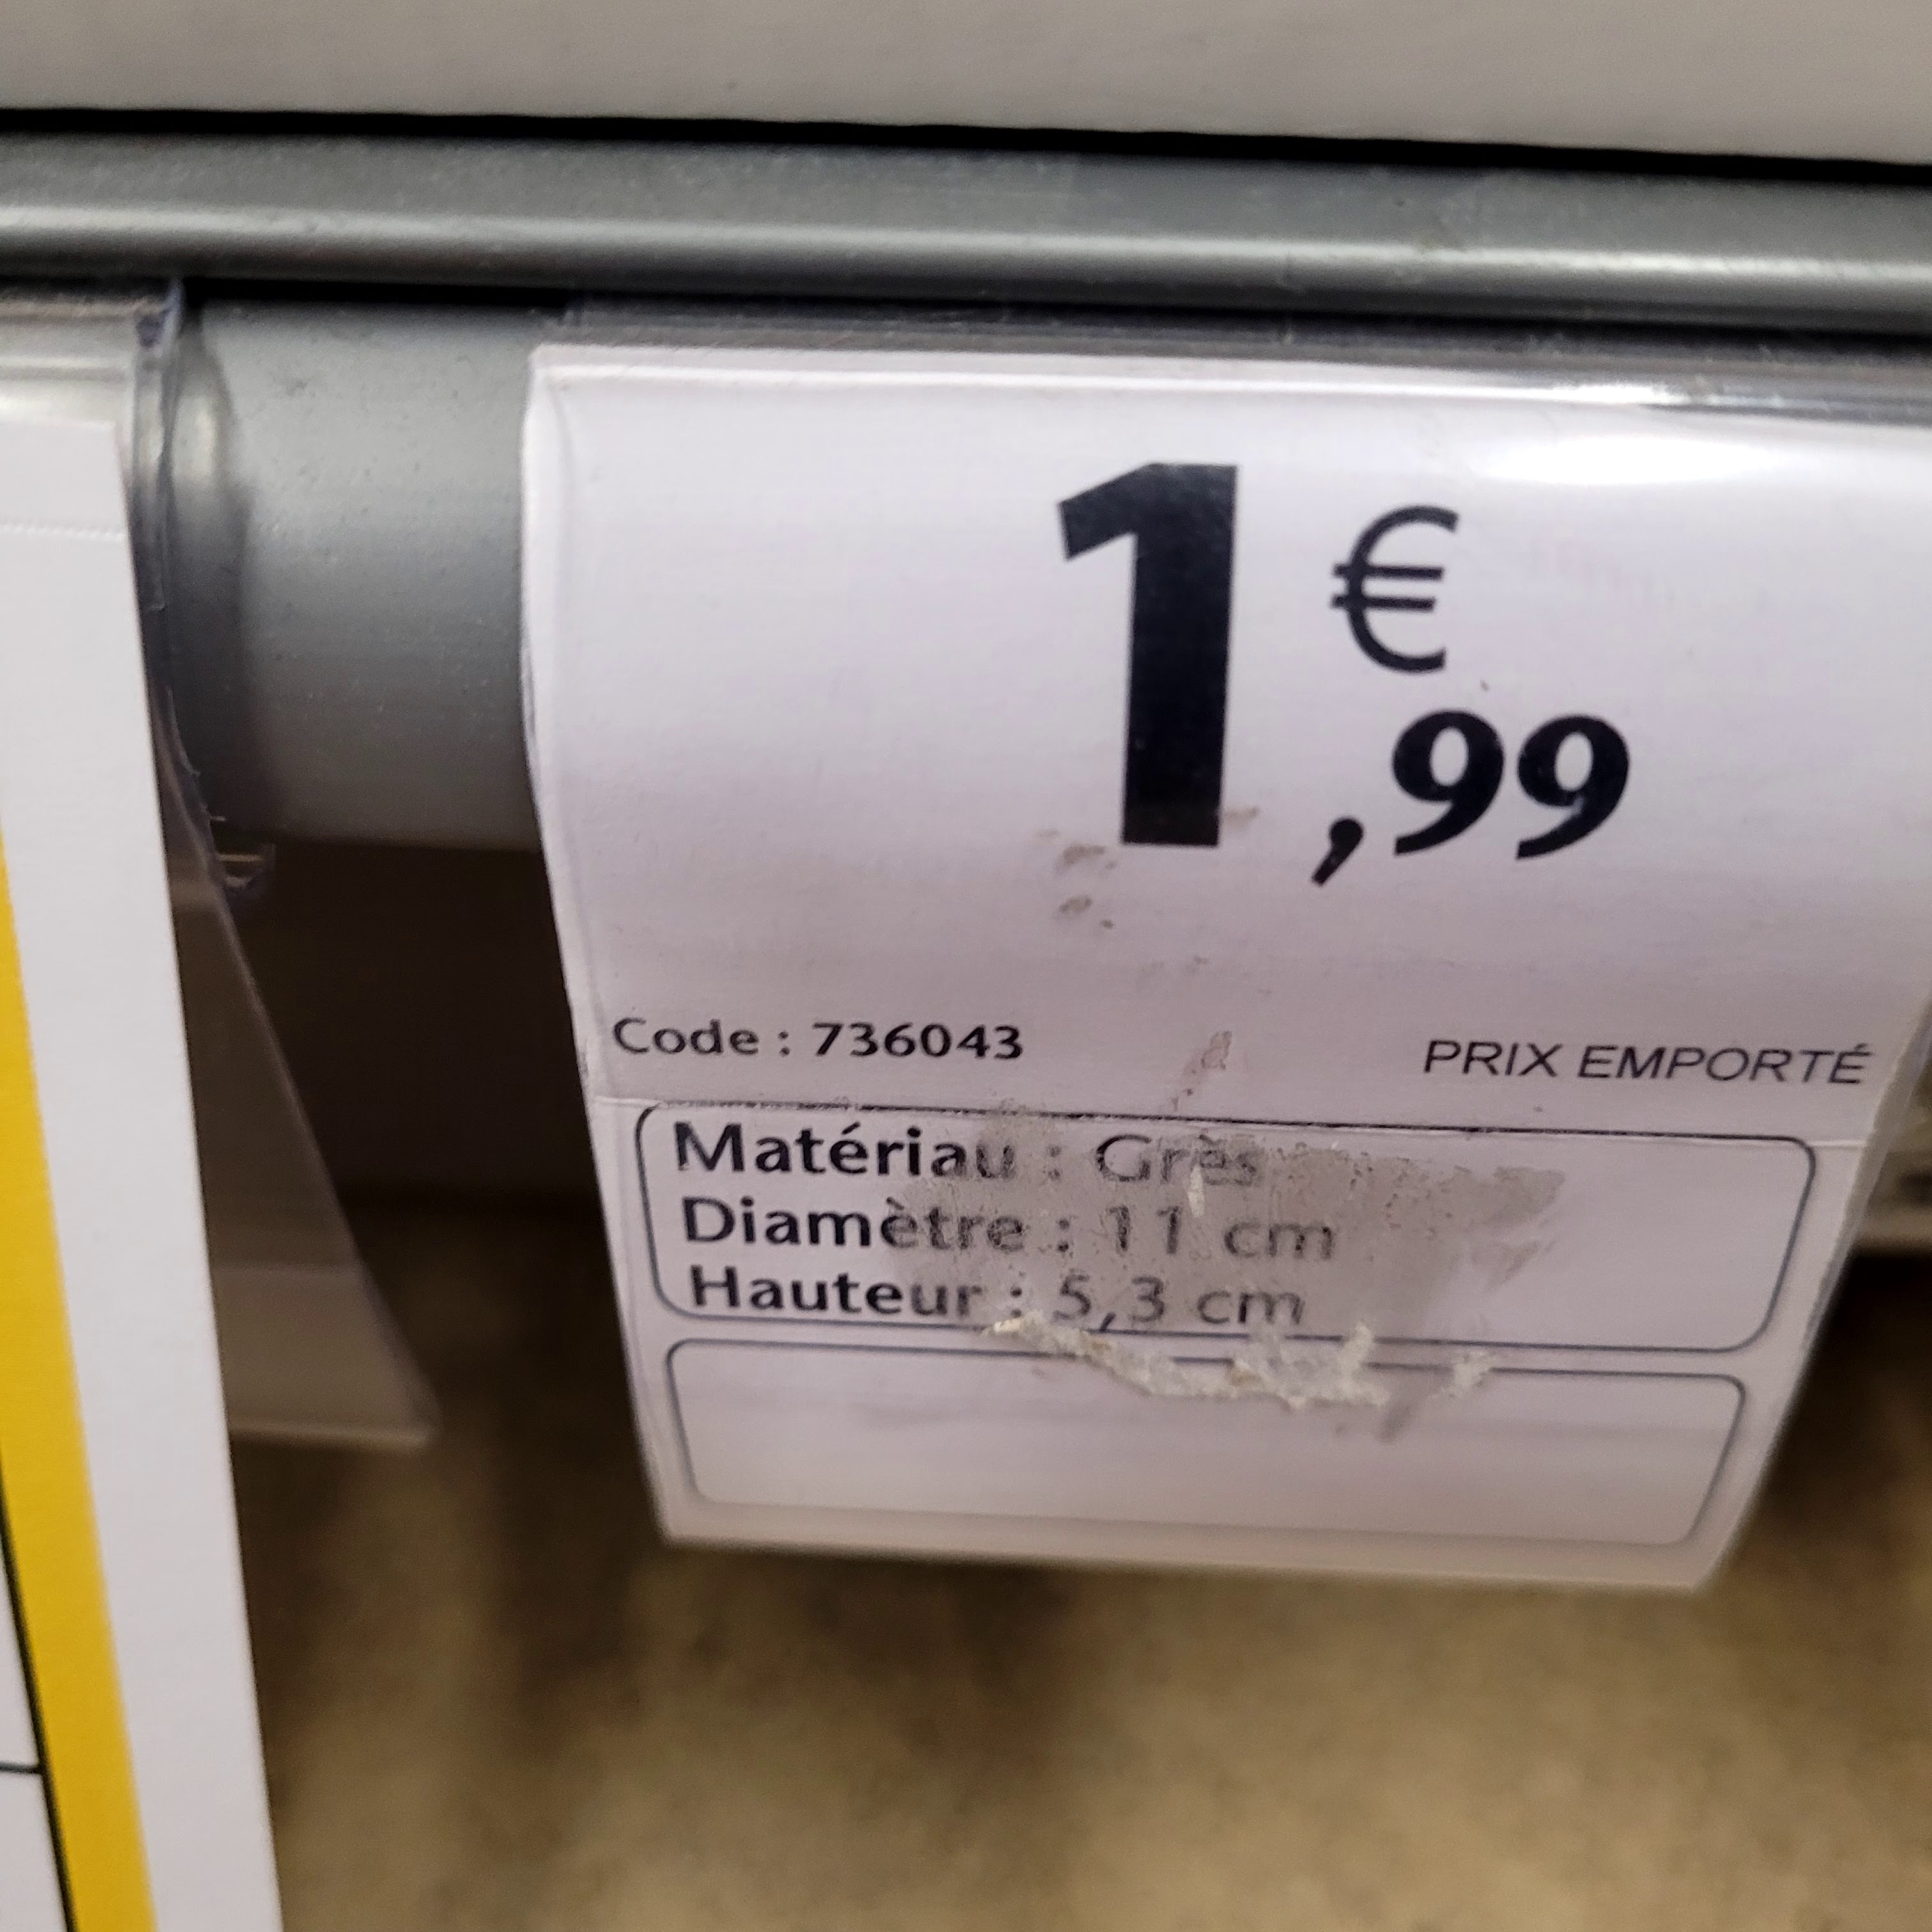 1 €
,99
Code : 736043 PRIX EMPORTÉ
Matériau : Grès
Diamètre : 11 cm
Hauteur : 5,3 cm